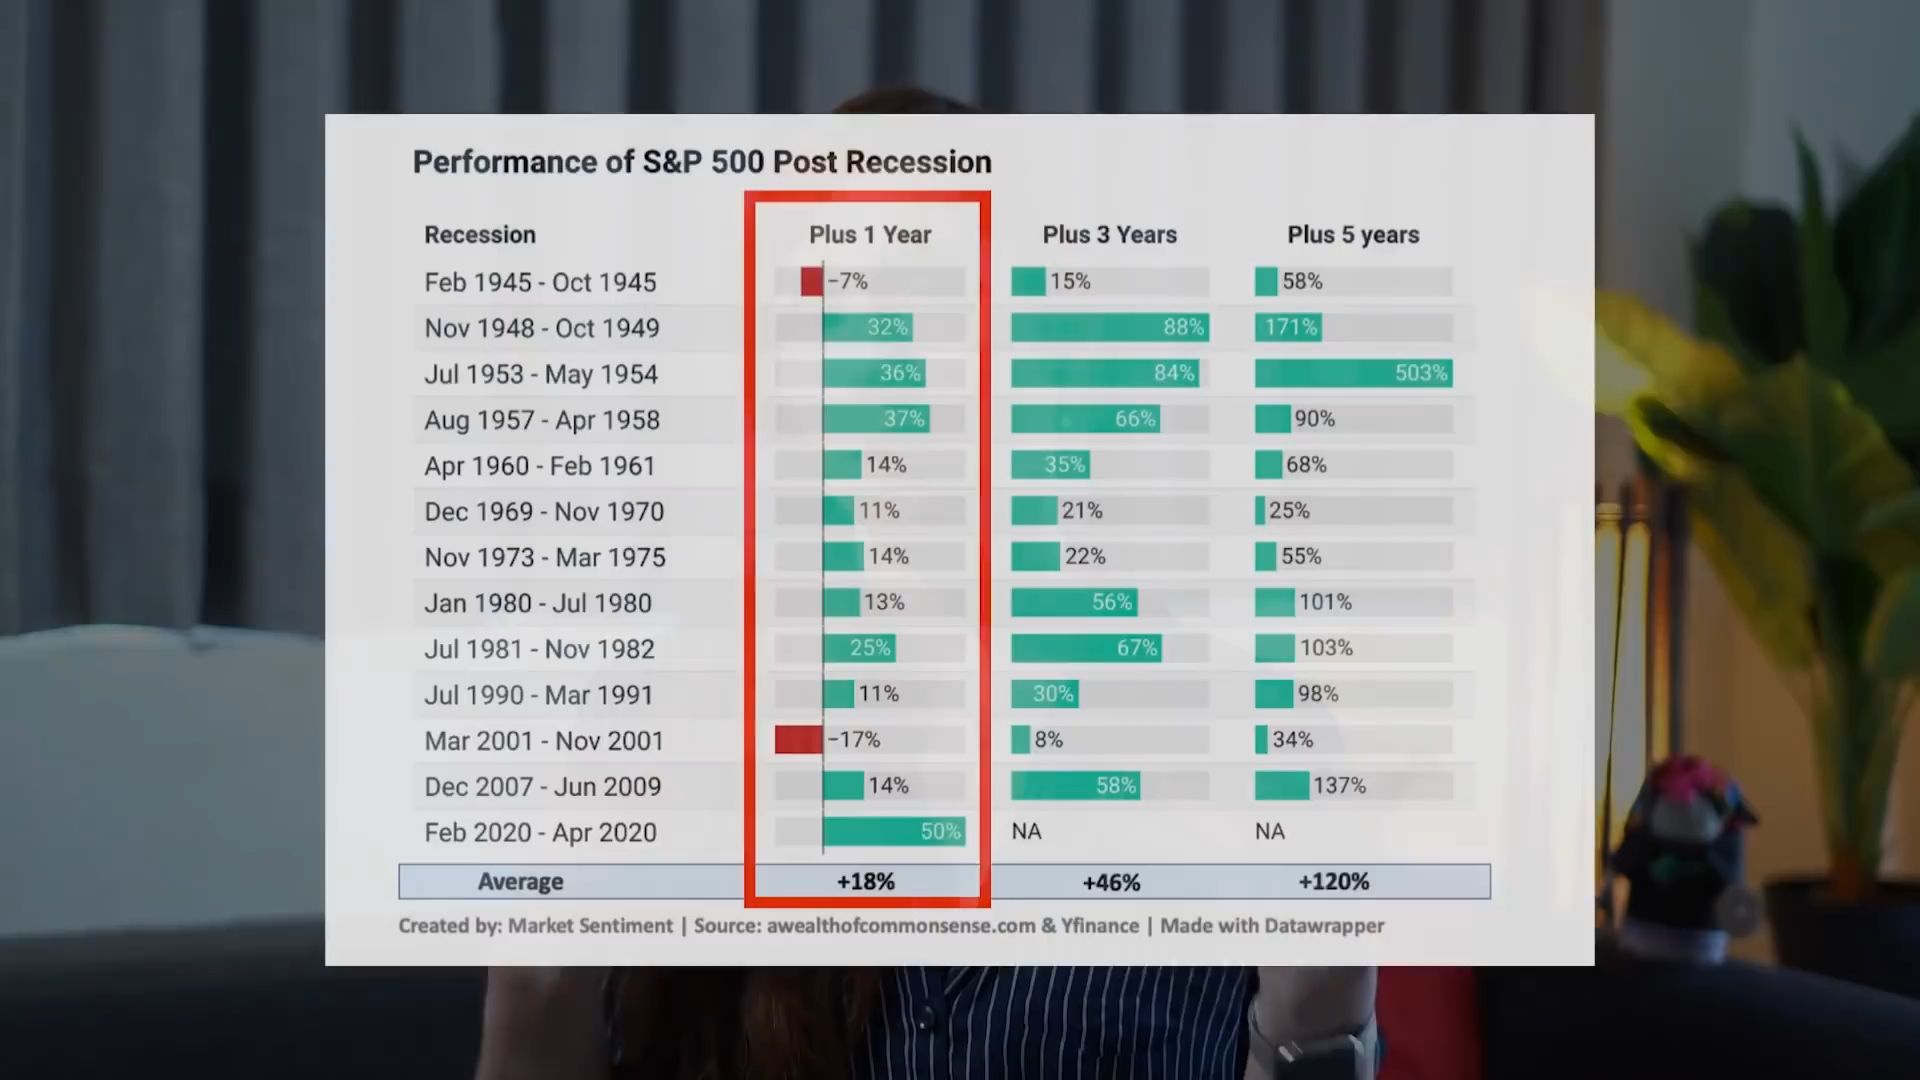 Performance of S&P 500 Post Recession
Recession Plus 1 Year Plus 3 Years Plus 5 years
Feb 1945 - Oct 1945 −7% 15% 58%
Nov 1948 - Oct 1949 32% 88% 171%
Jul 1953 - May 1954 36% 84% 503%
Aug 1957 - Apr 1958 37% 66% 90%
Apr 1960 - Feb 1961 14% 35% 68%
Dec 1969 - Nov 1970 11% 21% 25%
Nov 1973 - Mar 1975 14% 22% 55%
Jan 1980 - Jul 1980 13% 56% 101%
Jul 1981 - Nov 1982 25% 67% 103%
Jul 1990 - Mar 1991 11% 30% 98%
Mar 2001 - Nov 2001 −17% 8% 34%
Dec 2007 - Jun 2009 14% 58% 137%
Feb 2020 - Apr 2020 50% NA NA
Average +18% +46% +120%
Created by: Market Sentiment | Source: awealthofcommonsense.com & Yfinance | Made with Datawrapper